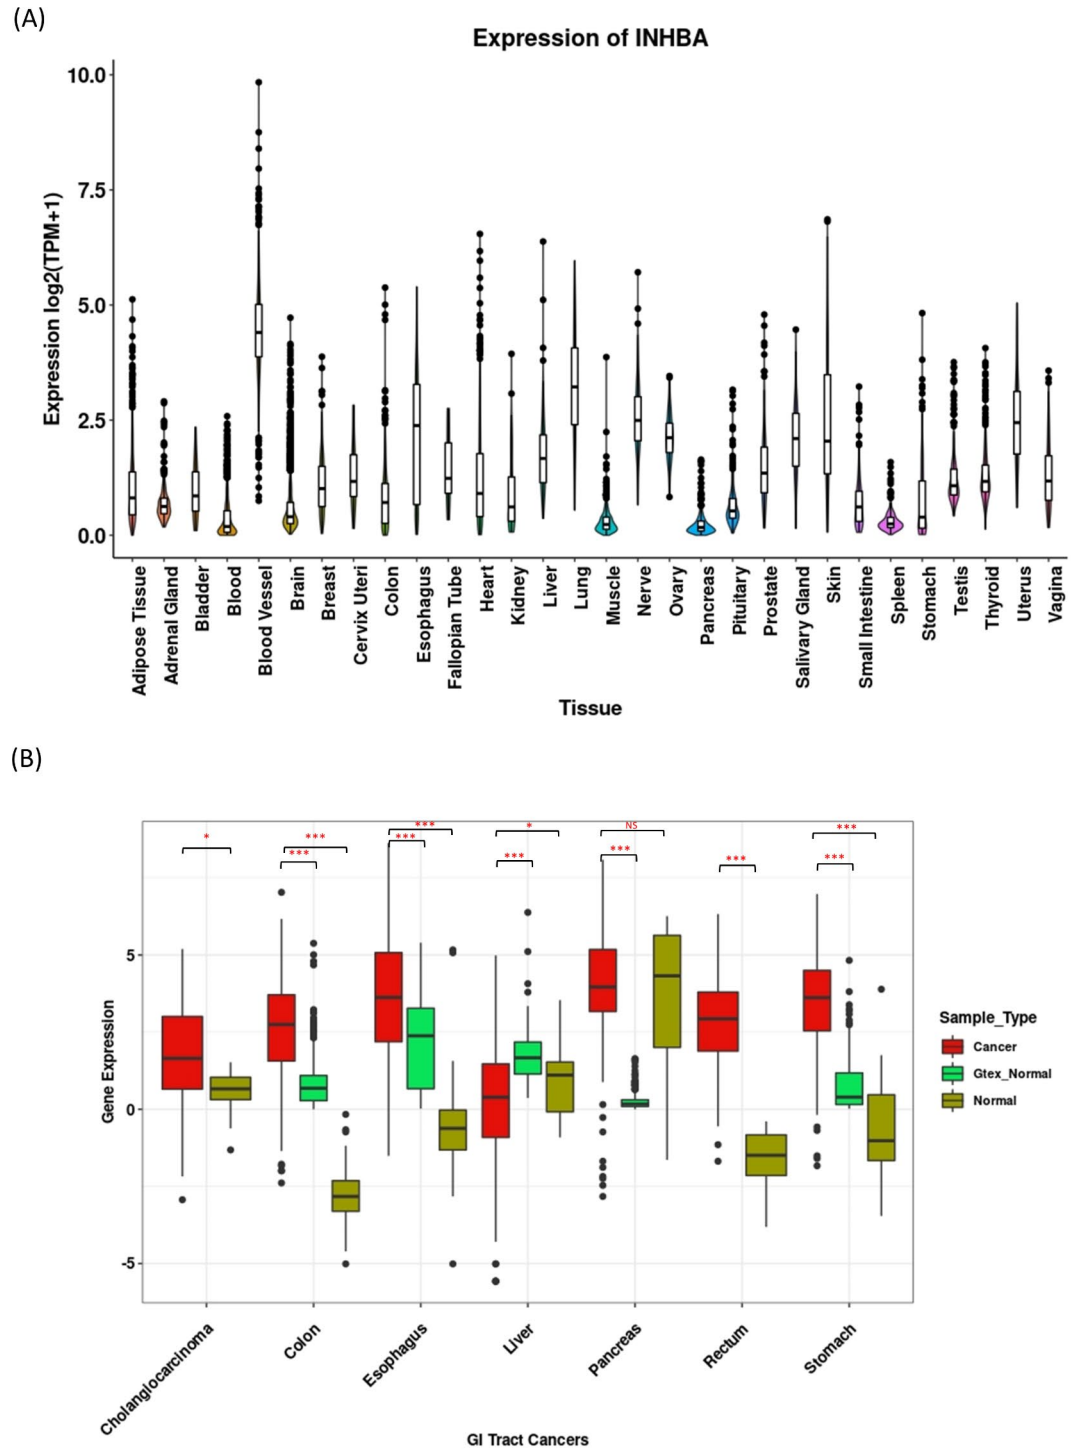 (A)
Expression of INHBA
Expression log2(TPM+1)
10.0
7.5
5.0
2.5
0.0
Adipose Tissue
Adrenal Gland
Bladder
Blood
Blood Vessel
Brain
Breast
Cervix Uteri
Colon
Esophagus
Fallopian Tube
Heart
Kidney
Liver
Lung
Muscle
Nerve
Ovary
Pancreas
Pituitary
Prostate
Salivary Gland
Skin
Small Intestine
Spleen
Stomach
Testis
Thyroid
Uterus
Vagina
Tissue
(B)
Gene Expression
5
0
-5
*
***
***
***
***
*
***
NS
***
***
***
***
Sample_Type
Cancer
Gtex_Normal
Normal
Cholangiocarcinoma
Colon
Esophagus
Liver
Pancreas
Rectum
Stomach
GI Tract Cancers